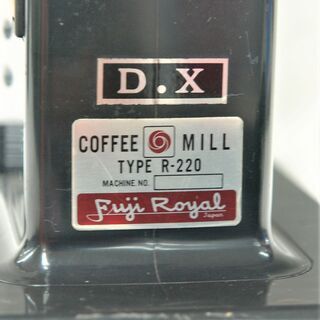 D.X
COFFEE MILL
TYPE R-220
MACHINE NO.
Fuji Royal
Japan